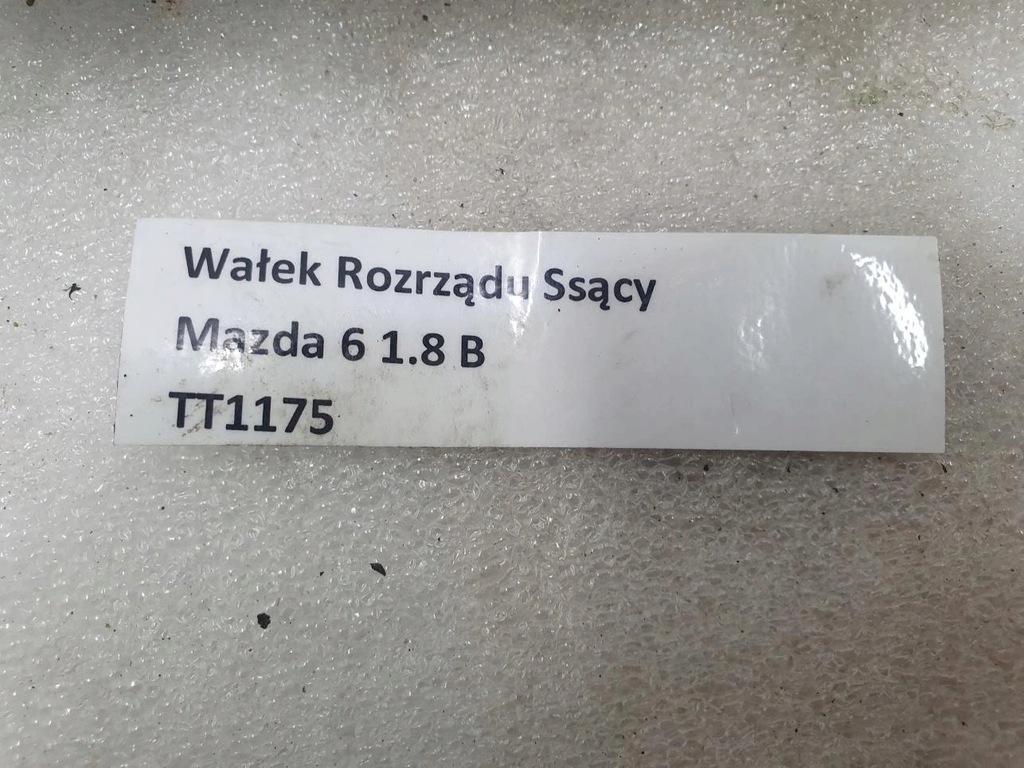 Wałek Rozrządu Ssący
Mazda 6 1.8 B
TT1175